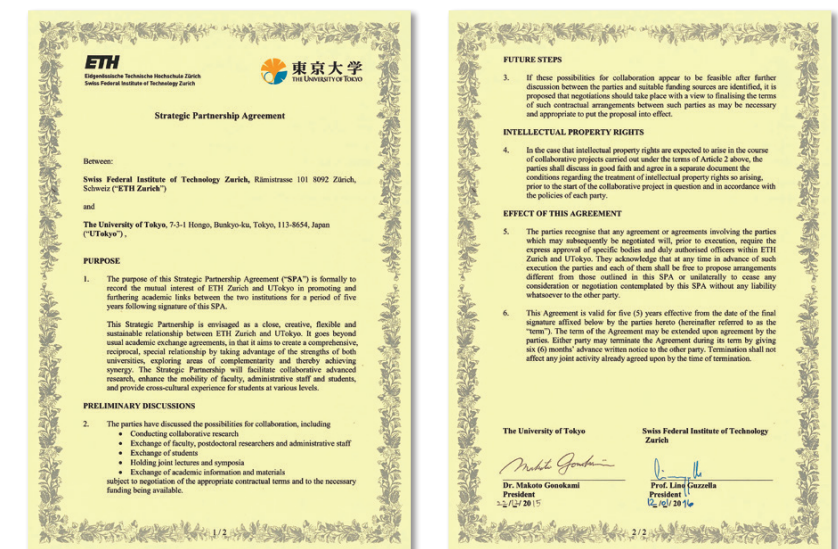 ETH
Eidgenössische Technische Hochschule Zürich
Swiss Federal Institute of Technology Zurich
東京大学
THE UNIVERSITY OF TOKYO
Strategic Partnership Agreement
Between:
Swiss Federal Institute of Technology Zurich, Rämistrasse 101 8092 Zürich,
Schweiz (“ETH Zurich”)
and
The University of Tokyo, 7-3-1 Hongo, Bunkyo-ku, Tokyo, 113-8654, Japan
(“UTokyo”) ,
PURPOSE
1. The purpose of this Strategic Partnership Agreement (“SPA”) is formally to
record the mutual interest of ETH Zurich and UTokyo in promoting and
furthering academic links between the two institutions for a period of five
years following signature of this SPA.
This Strategic Partnership is envisaged as a close, creative, flexible and
sustainable relationship between ETH Zurich and UTokyo. It goes beyond
usual academic exchange agreements, in that it aims to create a comprehensive,
reciprocal, special relationship by taking advantage of the strengths of both
universities, exploring areas of complementarity and thereby achieving
synergy. The Strategic Partnership will facilitate collaborative advanced
research, enhance the mobility of faculty, administrative staff and students,
and provide cross-cultural experience for students at various levels.
PRELIMINARY DISCUSSIONS
2. The parties have discussed the possibilities for collaboration, including
• Conducting collaborative research
• Exchange of faculty, postdoctoral researchers and administrative staff
• Exchange of students
• Holding joint lectures and symposia
• Exchange of academic information and materials
subject to negotiation of the appropriate contractual terms and to the necessary
funding being available.
1/2
FUTURE STEPS
3. If these possibilities for collaboration appear to be feasible after further
discussion between the parties and suitable funding sources are identified, it is
proposed that negotiations should take place with a view to finalising the terms
of such contractual arrangements between such parties as may be necessary
and appropriate to put the proposal into effect.
INTELLECTUAL PROPERTY RIGHTS
4. In the case that intellectual property rights are expected to arise in the course
of collaborative projects carried out under the terms of Article 2 above, the
parties shall discuss in good faith and agree in a separate document the
conditions regarding the treatment of intellectual property rights so arising,
prior to the start of the collaborative project in question and in accordance with
the policies of each party.
EFFECT OF THIS AGREEMENT
5. The parties recognise that any agreement or agreements involving the parties
which may subsequently be negotiated will, prior to execution, require the
express approval of specific bodies and duly authorised officers within ETH
Zurich and UTokyo. They acknowledge that at any time in advance of such
execution the parties and each of them shall be free to propose arrangements
different from those outlined in this SPA or unilaterally to cease any
consideration or negotiation contemplated by this SPA without any liability
whatsoever to the other party.
6. This Agreement is valid for five (5) years effective from the date of the final
signature affixed below by the parties hereto (hereinafter referred to as the
“term”). The term of the Agreement may be extended upon agreement by the
parties. Either party may terminate the Agreement during its term by giving
six (6) months’ advance written notice to the other party. Termination shall not
affect any joint activity already agreed upon by the time of termination.
The University of Tokyo
Swiss Federal Institute of Technology
Zurich
Makoto Gonokami
Dr. Makoto Gonokami
President
2015
Prof. Lino Guzzella
President
2016
2/2